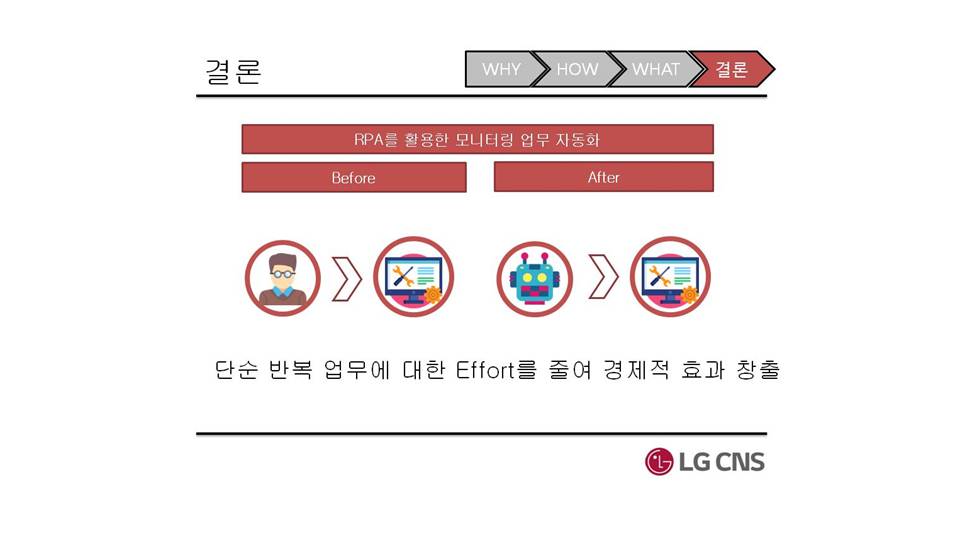 결론
WHY HOW WHAT 결론
RPA를 활용한 모니터링 업무 자동화
Before After
단순 반복 업무에 대한 Effort를 줄여 경제적 효과 창출
LG CNS